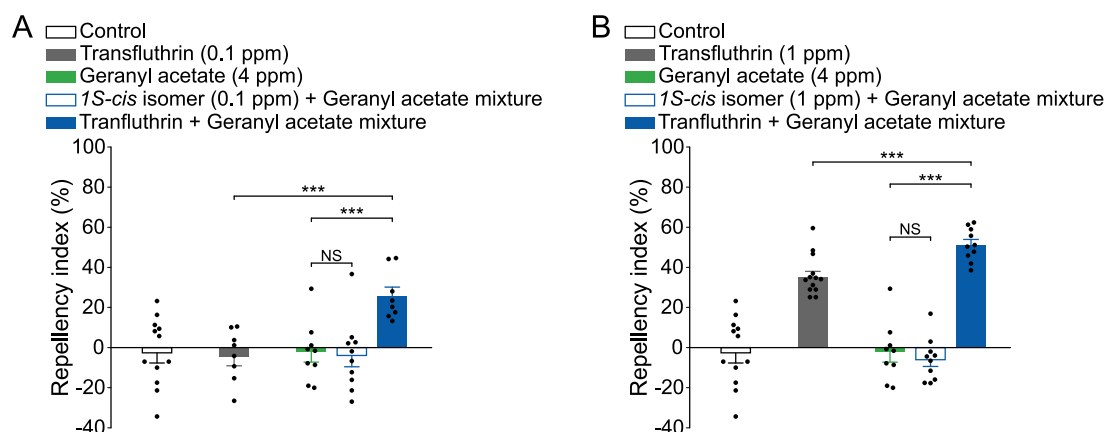 A
Control
Transfluthrin (0.1 ppm)
Geranyl acetate (4 ppm)
1S-cis isomer (0.1 ppm) + Geranyl acetate mixture
Tranfluthrin + Geranyl acetate mixture
Repellency index (%)
100
80
60
40
20
0
-20
-40
***
***
NS
B
Control
Transfluthrin (1 ppm)
Geranyl acetate (4 ppm)
1S-cis isomer (1 ppm) + Geranyl acetate mixture
Tranfluthrin + Geranyl acetate mixture
Repellency index (%)
100
80
60
40
20
0
-20
-40
***
***
NS